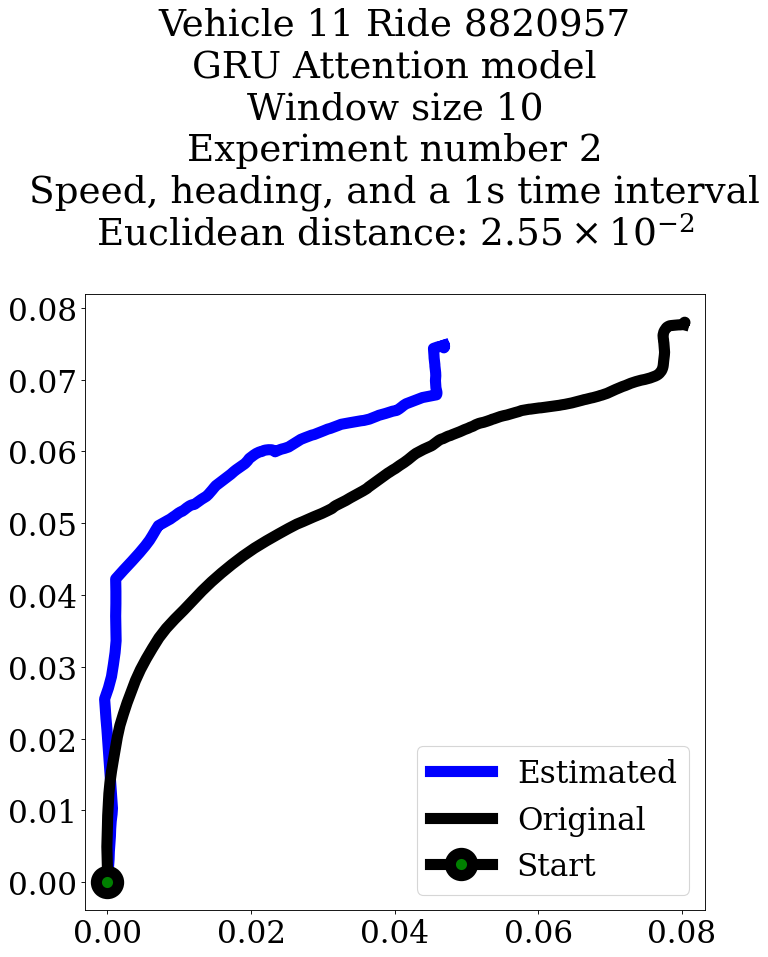 Vehicle 11 Ride 8820957
GRU Attention model
Window size 10
Experiment number 2
Speed, heading, and a 1s time interval
Euclidean distance: 2.55 × 10⁻²
0.08
0.07
0.06
0.05
0.04
0.03
0.02
0.01
0.00
Estimated
Original
Start
0.00 0.02 0.04 0.06 0.08